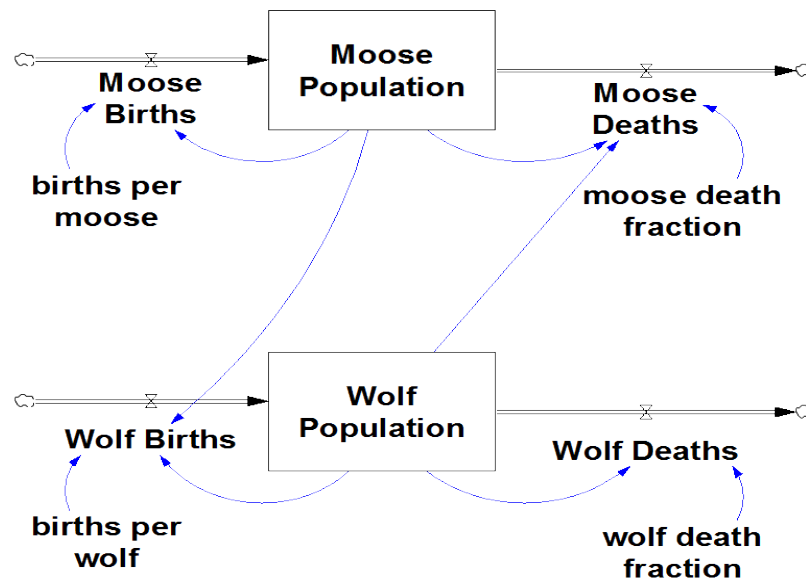 Moose
Population
Moose
Births
Moose
Deaths
births per
moose
moose death
fraction
Wolf
Population
Wolf Births
Wolf Deaths
births per
wolf
wolf death
fraction